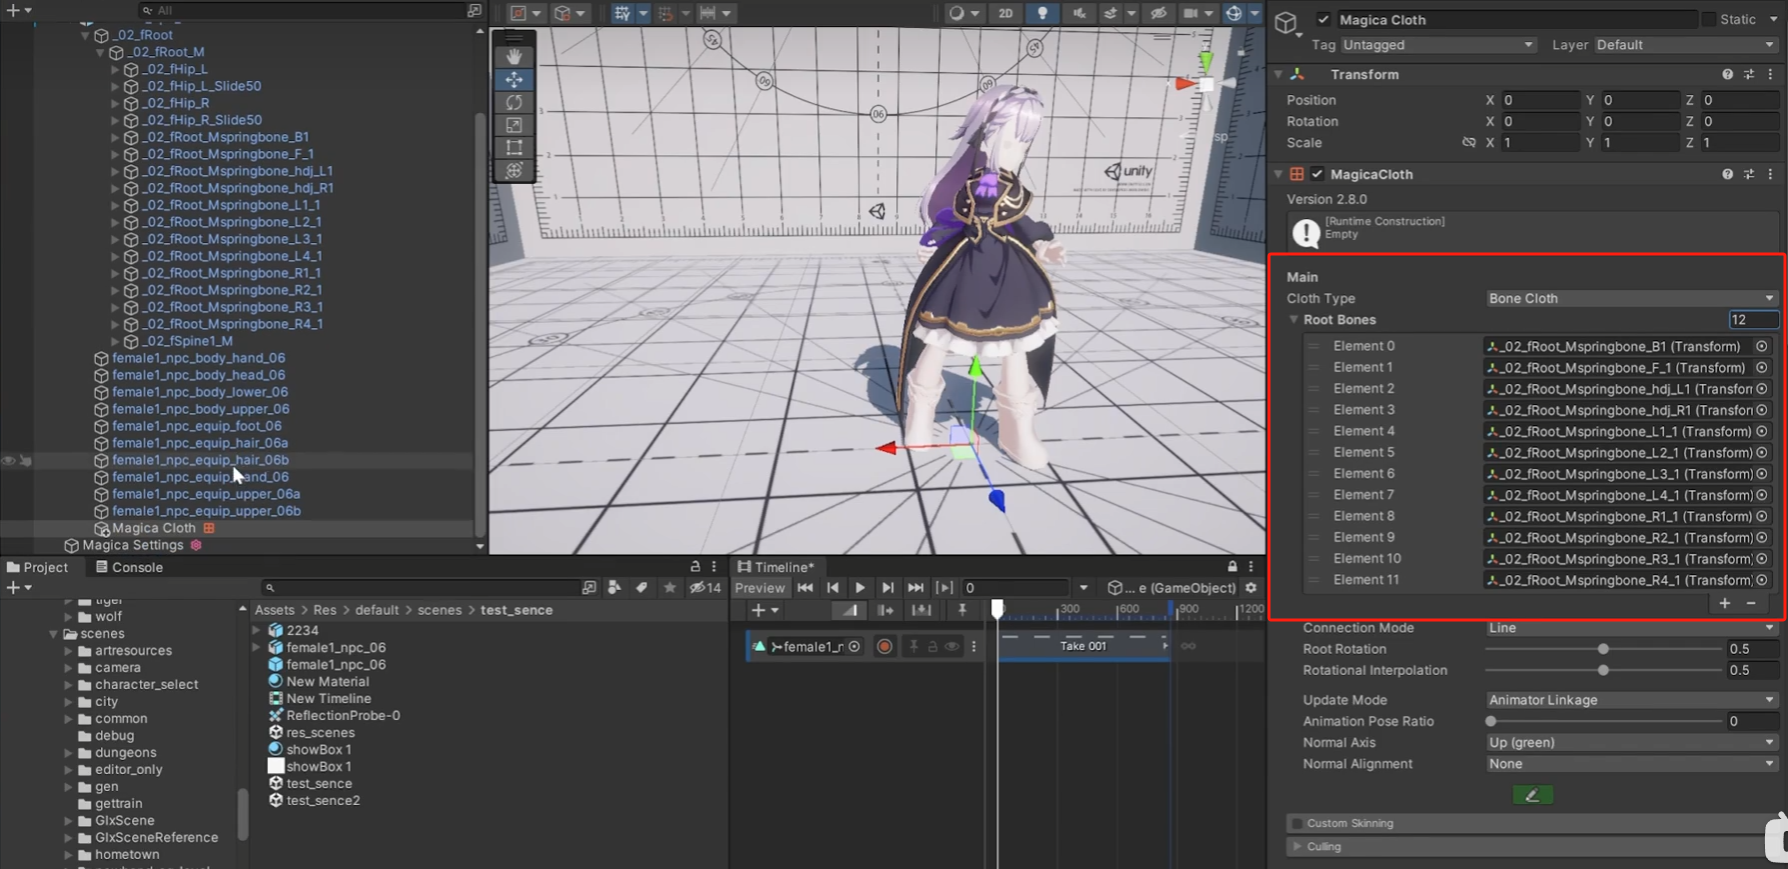 All
_02_fRoot
_02_fRoot_M
_02_fHip_L
_02_fHip_L_Slide50
_02_fHip_R
_02_fHip_R_Slide50
_02_fRoot_Mspringbone_B1
_02_fRoot_Mspringbone_F_1
_02_fRoot_Mspringbone_hdj_L1
_02_fRoot_Mspringbone_hdj_R1
_02_fRoot_Mspringbone_L1_1
_02_fRoot_Mspringbone_L2_1
_02_fRoot_Mspringbone_L3_1
_02_fRoot_Mspringbone_L4_1
_02_fRoot_Mspringbone_R1_1
_02_fRoot_Mspringbone_R2_1
_02_fRoot_Mspringbone_R3_1
_02_fRoot_Mspringbone_R4_1
_02_fSpine1_M
female1_npc_body_hand_06
female1_npc_body_head_06
female1_npc_body_lower_06
female1_npc_body_upper_06
female1_npc_equip_foot_06
female1_npc_equip_hair_06a
female1_npc_equip_hair_06b
female1_npc_equip_hand_06
female1_npc_equip_upper_06a
female1_npc_equip_upper_06b
Magica Cloth
Magica Settings
2D
unity
Magica Cloth Static
Tag Untagged Layer Default
Transform
Position X 0 Y 0 Z 0
Rotation X 0 Y 0 Z 0
Scale X 1 Y 1 Z 1
MagicaCloth
Version 2.8.0
[Runtime Construction]
Empty
Main
Cloth Type Bone Cloth
Root Bones 12
Element 0 _02_fRoot_Mspringbone_B1 (Transform)
Element 1 _02_fRoot_Mspringbone_F_1 (Transform)
Element 2 _02_fRoot_Mspringbone_hdj_L1 (Transforn
Element 3 _02_fRoot_Mspringbone_hdj_R1 (Transforn
Element 4 _02_fRoot_Mspringbone_L1_1 (Transform)
Element 5 _02_fRoot_Mspringbone_L2_1 (Transform)
Element 6 _02_fRoot_Mspringbone_L3_1 (Transform)
Element 7 _02_fRoot_Mspringbone_L4_1 (Transform)
Element 8 _02_fRoot_Mspringbone_R1_1 (Transform)
Element 9 _02_fRoot_Mspringbone_R2_1 (Transform)
Element 10 _02_fRoot_Mspringbone_R3_1 (Transform)
Element 11 _02_fRoot_Mspringbone_R4_1 (Transform)
Connection Mode Line
Root Rotation 0.5
Rotational Interpolation 0.5
Update Mode Animator Linkage
Animation Pose Ratio 0
Normal Axis Up (green)
Normal Alignment None
Custom Skinning
Culling
Project Console
14
tiger
wolf
scenes
artresources
camera
character_select
city
common
debug
dungeons
editor_only
gen
gettrain
GlxScene
GlxSceneReference
hometown
Assets Res default scenes test_sence
2234
female1_npc_06
female1_npc_06
New Material
New Timeline
ReflectionProbe-0
res_scenes
showBox 1
showBox 1
test_sence
test_sence2
Timeline*
Preview 0 ...e (GameObject)
300 600 900 1200
female1_r
Take 001